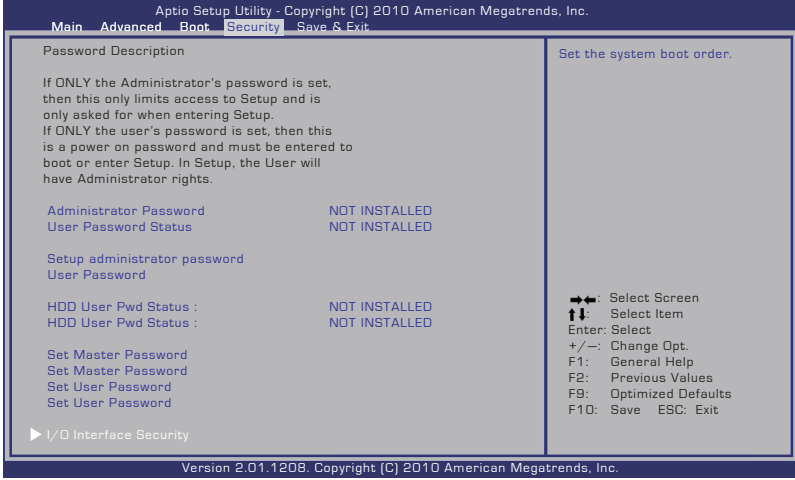 Aptio Setup Utility - Copyright (C) 2010 American Megatrends, Inc.
Main Advanced Boot Security Save & Exit
Password Description
If ONLY the Administrator's password is set,
then this only limits access to Setup and is
only asked for when entering Setup.
If ONLY the user's password is set, then this
is a power on password and must be entered to
boot or enter Setup. In Setup, the User will
have Administrator rights.
Administrator Password NOT INSTALLED
User Password Status NOT INSTALLED
Setup administrator password
User Password
HDD User Pwd Status : NOT INSTALLED
HDD User Pwd Status : NOT INSTALLED
Set Master Password
Set Master Password
Set User Password
Set User Password
I/O Interface Security
Set the system boot order.
→←: Select Screen
↑↓: Select Item
Enter: Select
+/—: Change Opt.
F1: General Help
F2: Previous Values
F9: Optimized Defaults
F10: Save ESC: Exit
Version 2.01.1208. Copyright (C) 2010 American Megatrends, Inc.